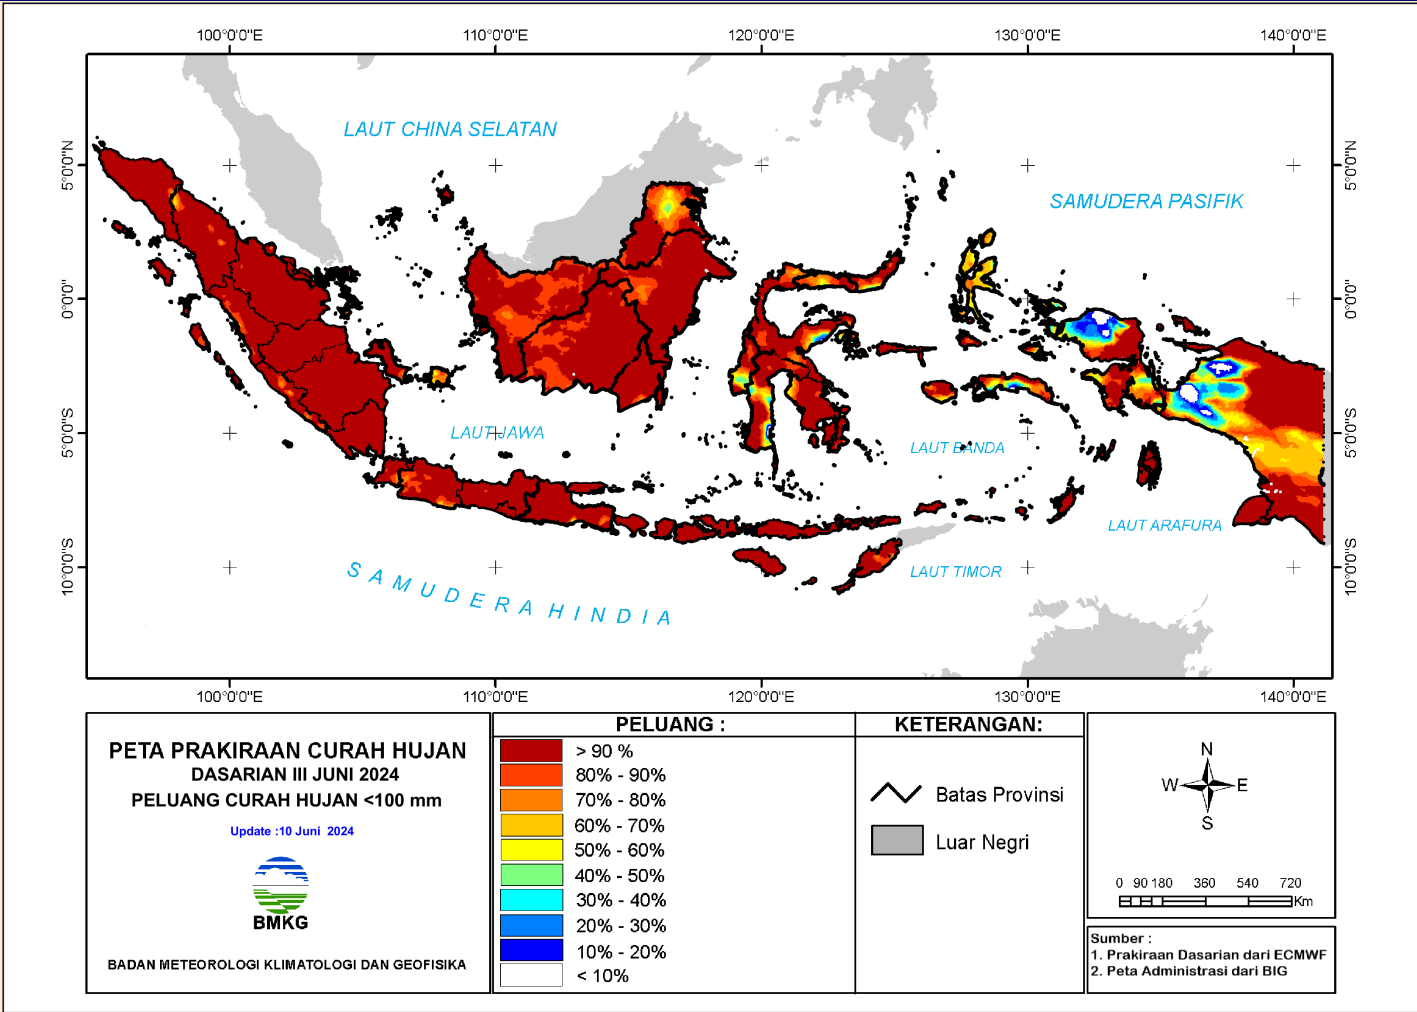 100°0'0"E 110°0'0"E 120°0'0"E 130°0'0"E 140°0'0"E
LAUT CHINA SELATAN
5°0'0"N 5°0'0"N
SAMUDERA PASIFIK
0°0'0" 0°0'0"
LAUT JAWA
5°0'0"S 5°0'0"S
LAUT BANDA
LAUT ARAFURA
10°0'0"S 10°0'0"S
LAUT TIMOR
SAMUDERA HINDIA
100°0'0"E 110°0'0"E 120°0'0"E 130°0'0"E 140°0'0"E
PETA PRAKIRAAN CURAH HUJAN
DASARIAN III JUNI 2024
PELUANG CURAH HUJAN <100 mm
Update :10 Juni 2024
BMKG
BADAN METEOROLOGI KLIMATOLOGI DAN GEOFISIKA
PELUANG :
> 90 %
80% - 90%
70% - 80%
60% - 70%
50% - 60%
40% - 50%
30% - 40%
20% - 30%
10% - 20%
< 10%
KETERANGAN:
Batas Provinsi
Luar Negri
N
W E
S
0 90 180 360 540 720
Km
Sumber :
1. Prakiraan Dasarian dari ECMWF
2. Peta Administrasi dari BIG